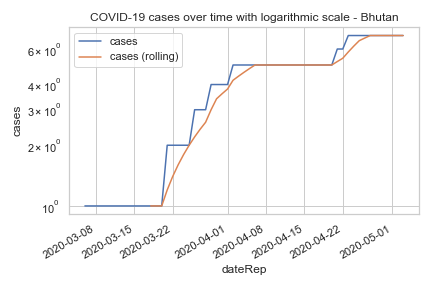 COVID-19 cases over time with logarithmic scale - Bhutan
cases
cases (rolling)
6 × 10⁰
4 × 10⁰
3 × 10⁰
2 × 10⁰
10⁰
cases
2020-03-08
2020-03-15
2020-03-22
2020-04-01
2020-04-08
2020-04-15
2020-04-22
2020-05-01
dateRep